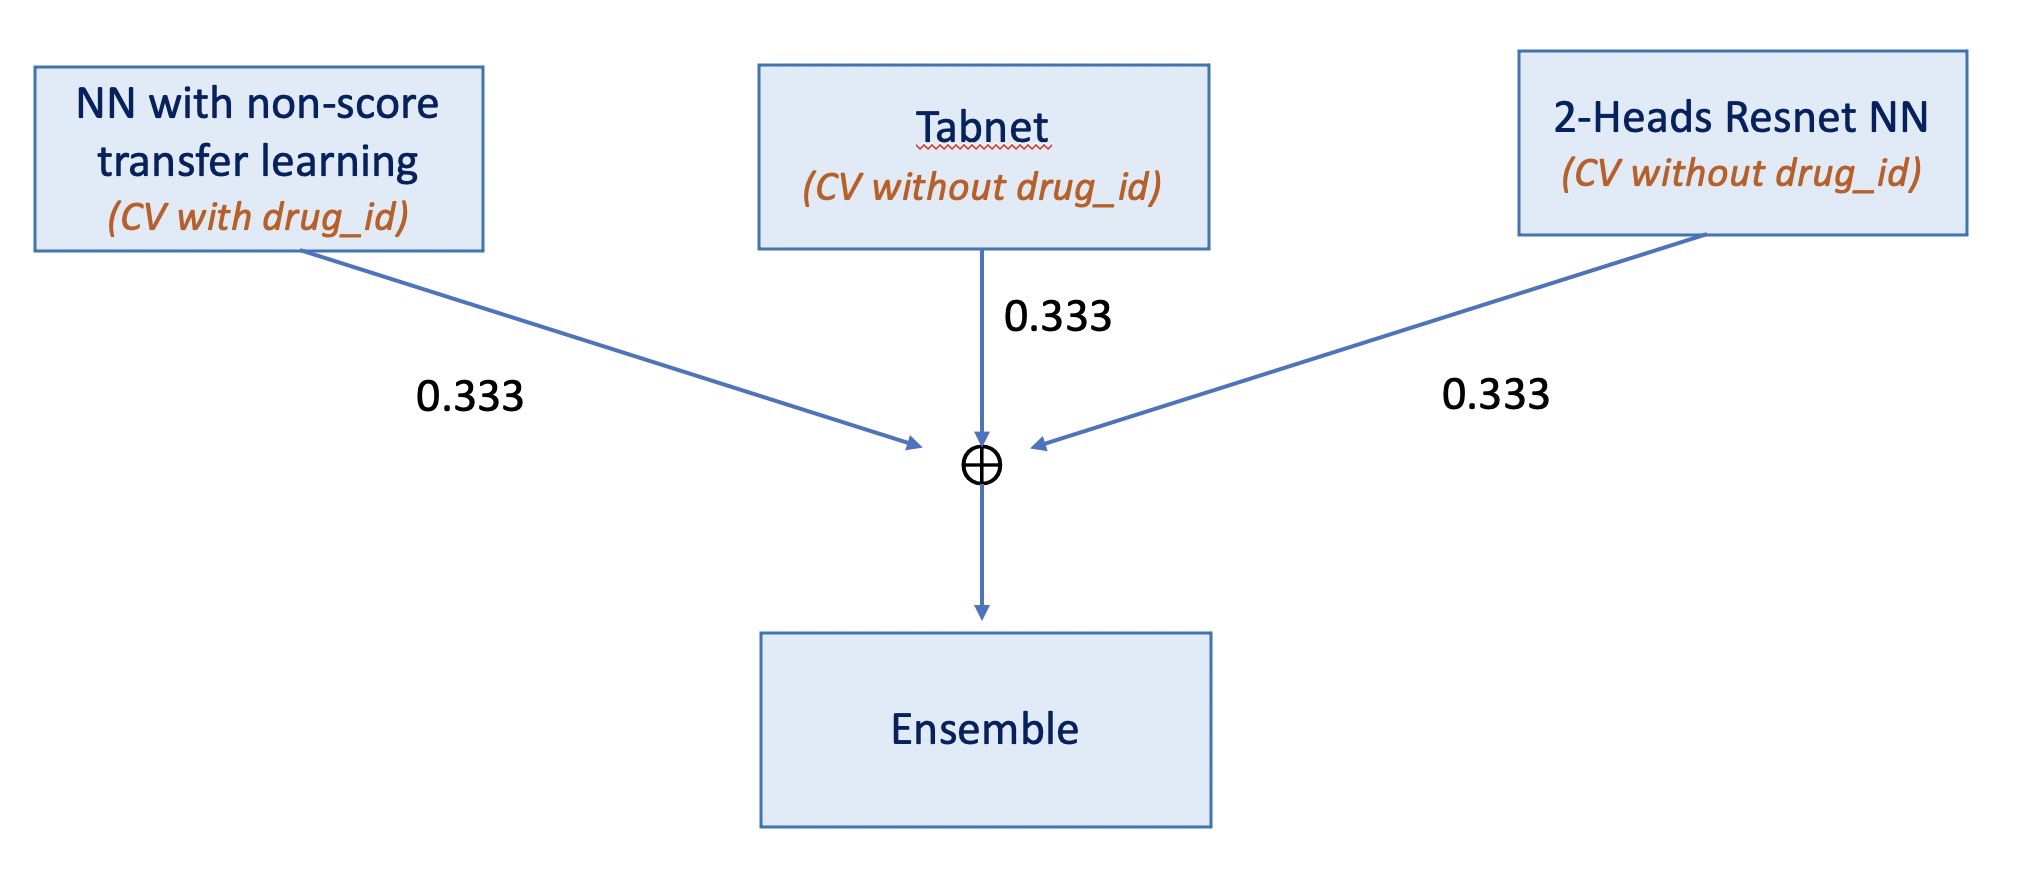 NN with non-score
transfer learning
(CV with drug_id)
Tabnet
(CV without drug_id)
2-Heads Resnet NN
(CV without drug_id)
0.333
0.333
0.333
Ensemble